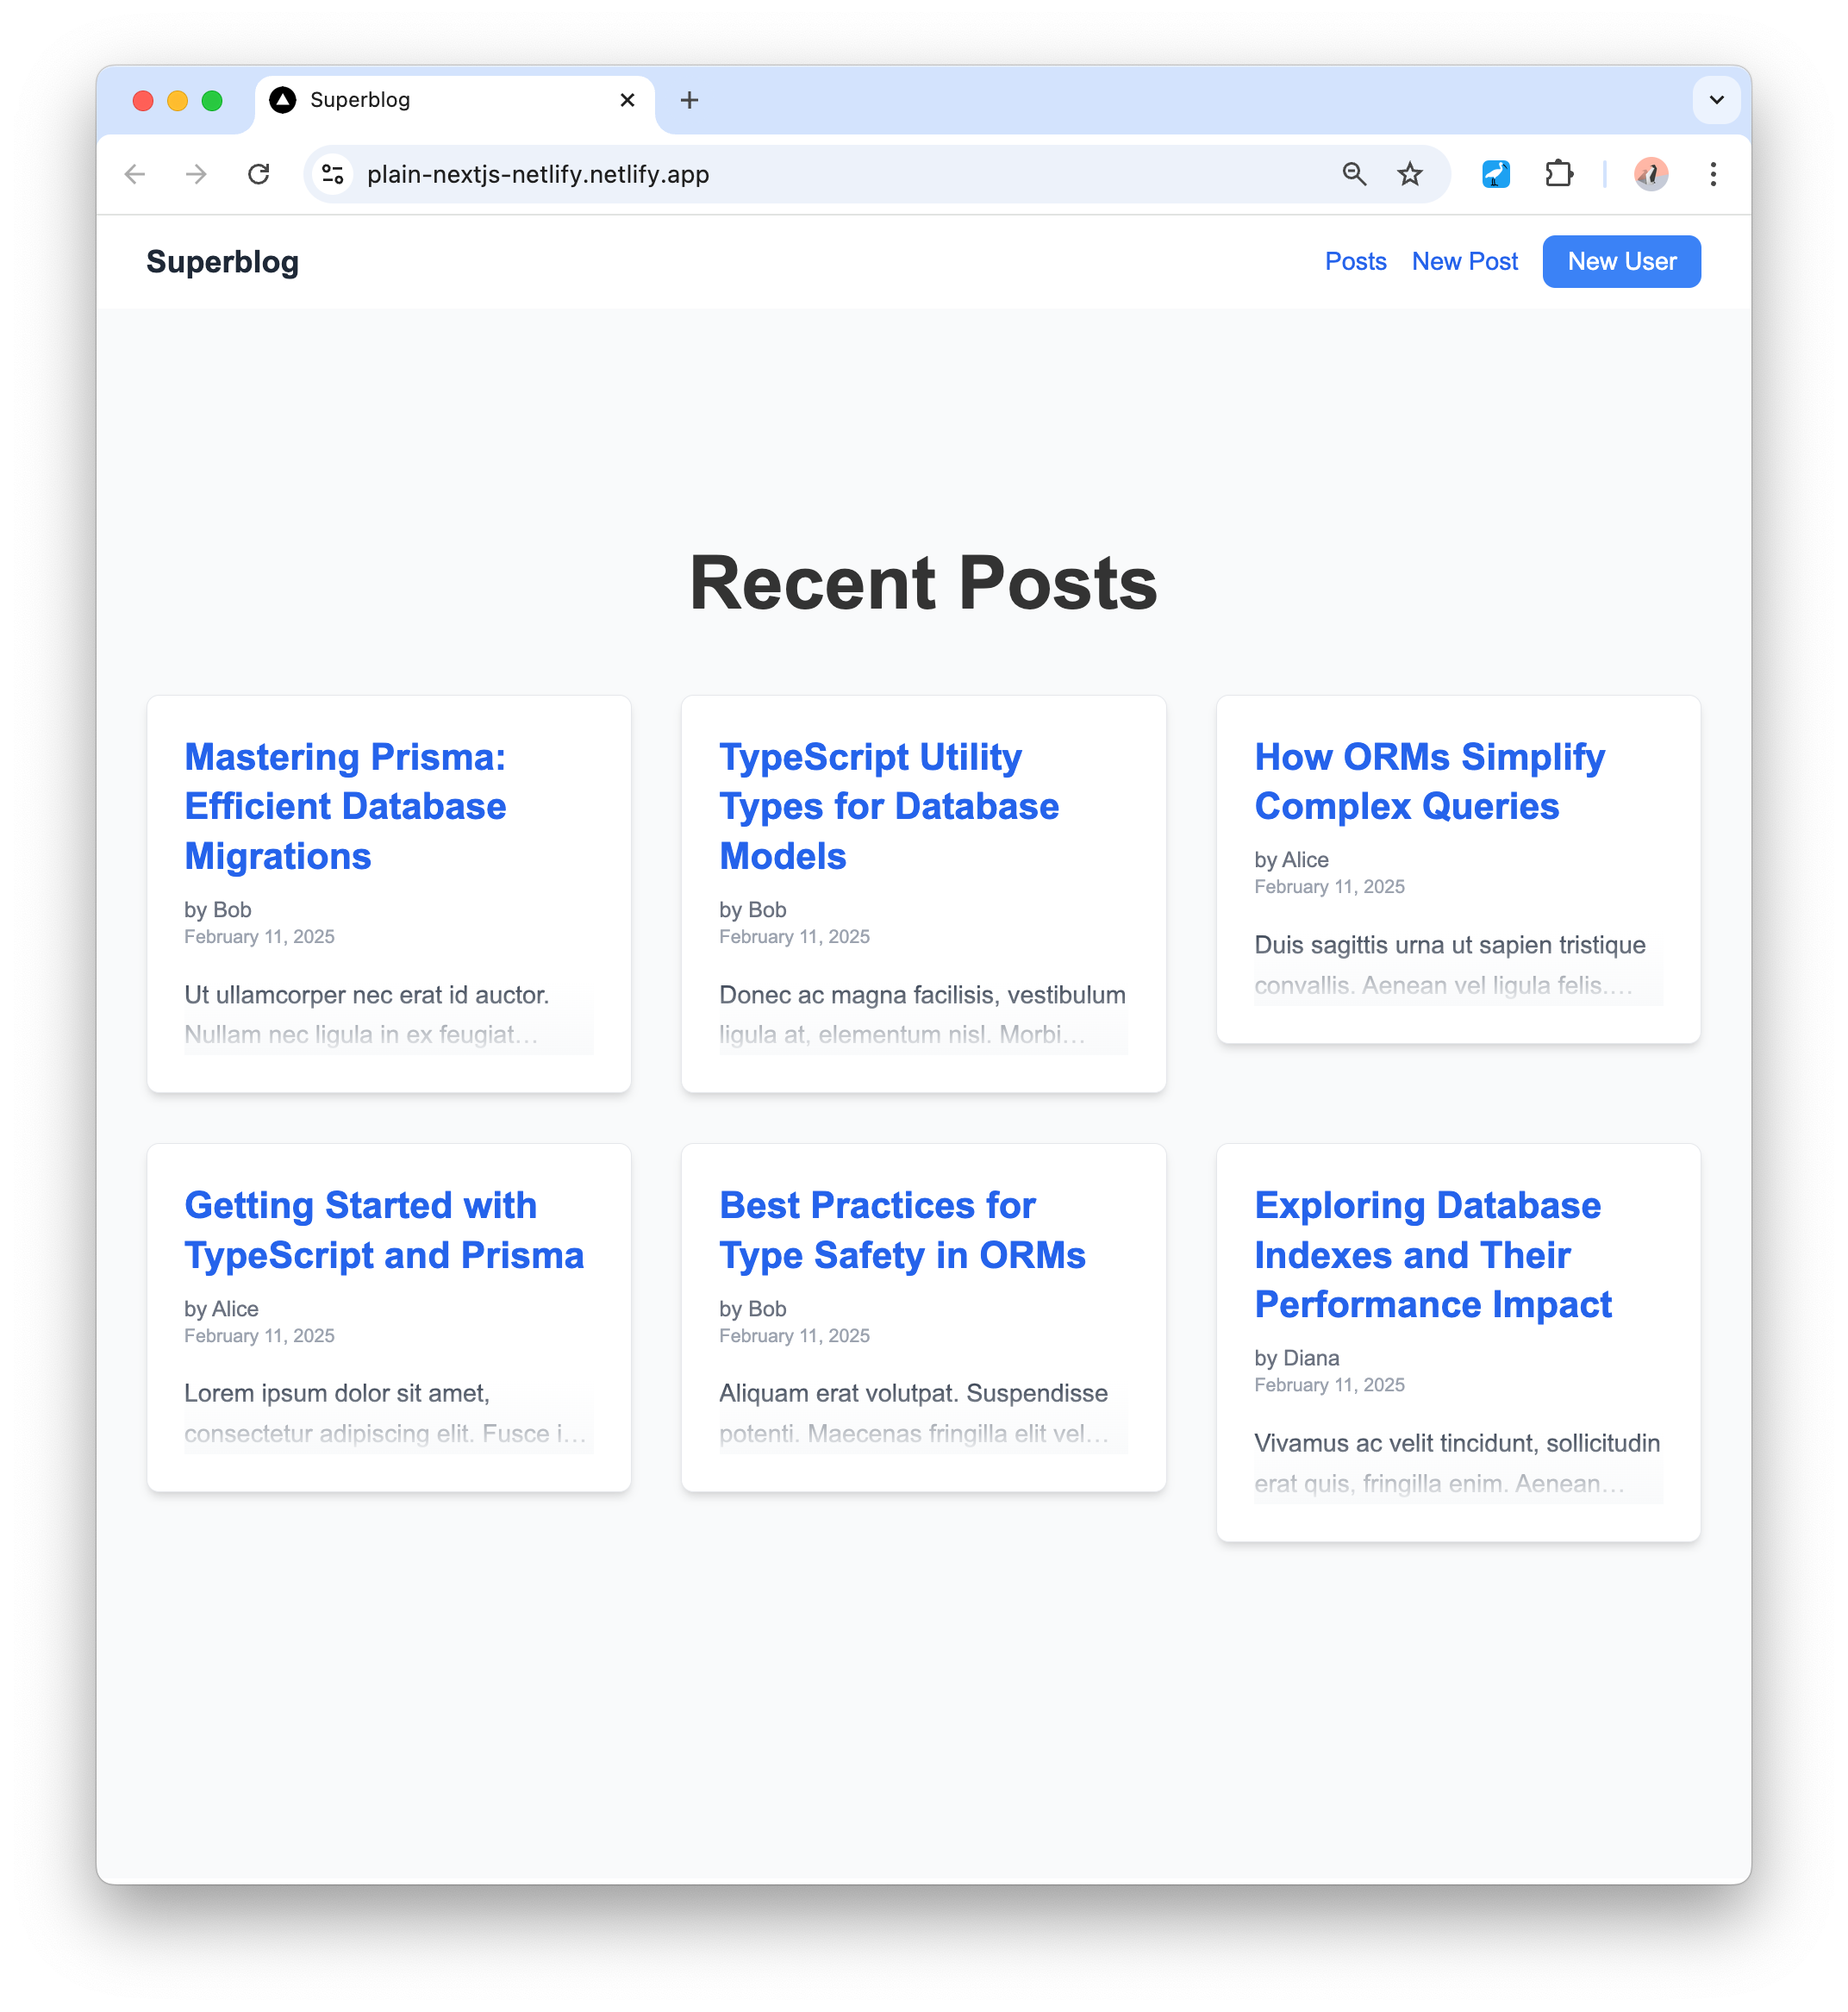 Superblog
plain-nextjs-netlify.netlify.app
Superblog
Posts
New Post
New User
Recent Posts
Mastering Prisma:
Efficient Database
Migrations
by Bob
February 11, 2025
Ut ullamcorper nec erat id auctor.
Nullam nec ligula in ex feugiat…
TypeScript Utility
Types for Database
Models
by Bob
February 11, 2025
Donec ac magna facilisis, vestibulum
ligula at, elementum nisl. Morbi…
How ORMs Simplify
Complex Queries
by Alice
February 11, 2025
Duis sagittis urna ut sapien tristique
convallis. Aenean vel ligula felis.…
Getting Started with
TypeScript and Prisma
by Alice
February 11, 2025
Lorem ipsum dolor sit amet,
consectetur adipiscing elit. Fusce i…
Best Practices for
Type Safety in ORMs
by Bob
February 11, 2025
Aliquam erat volutpat. Suspendisse
potenti. Maecenas fringilla elit vel…
Exploring Database
Indexes and Their
Performance Impact
by Diana
February 11, 2025
Vivamus ac velit tincidunt, sollicitudin
erat quis, fringilla enim. Aenean…